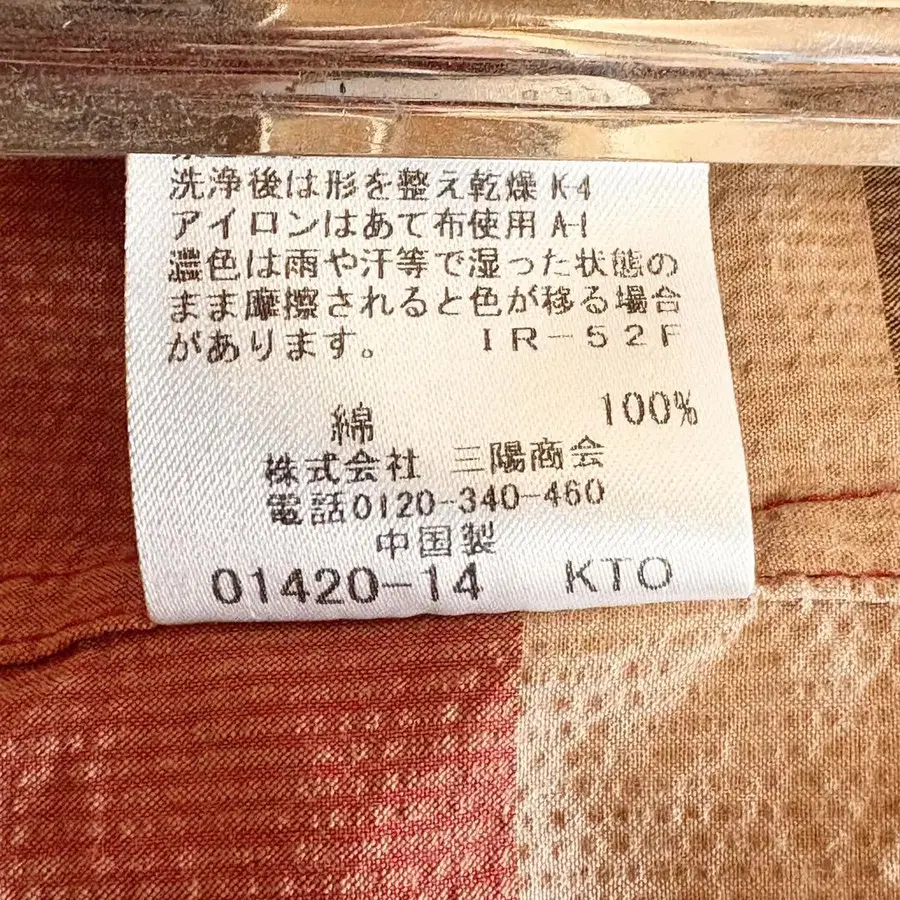 洗浄後は形を整え乾燥 K-4
アイロンはあて布使用 A-1
濃色は雨や汗等で湿った状態の
まま摩擦されると色が移る場合
があります。 IR-52F
綿 100%
株式会社 三陽商会
電話0120-340-460
中国製
01420-14 KTO